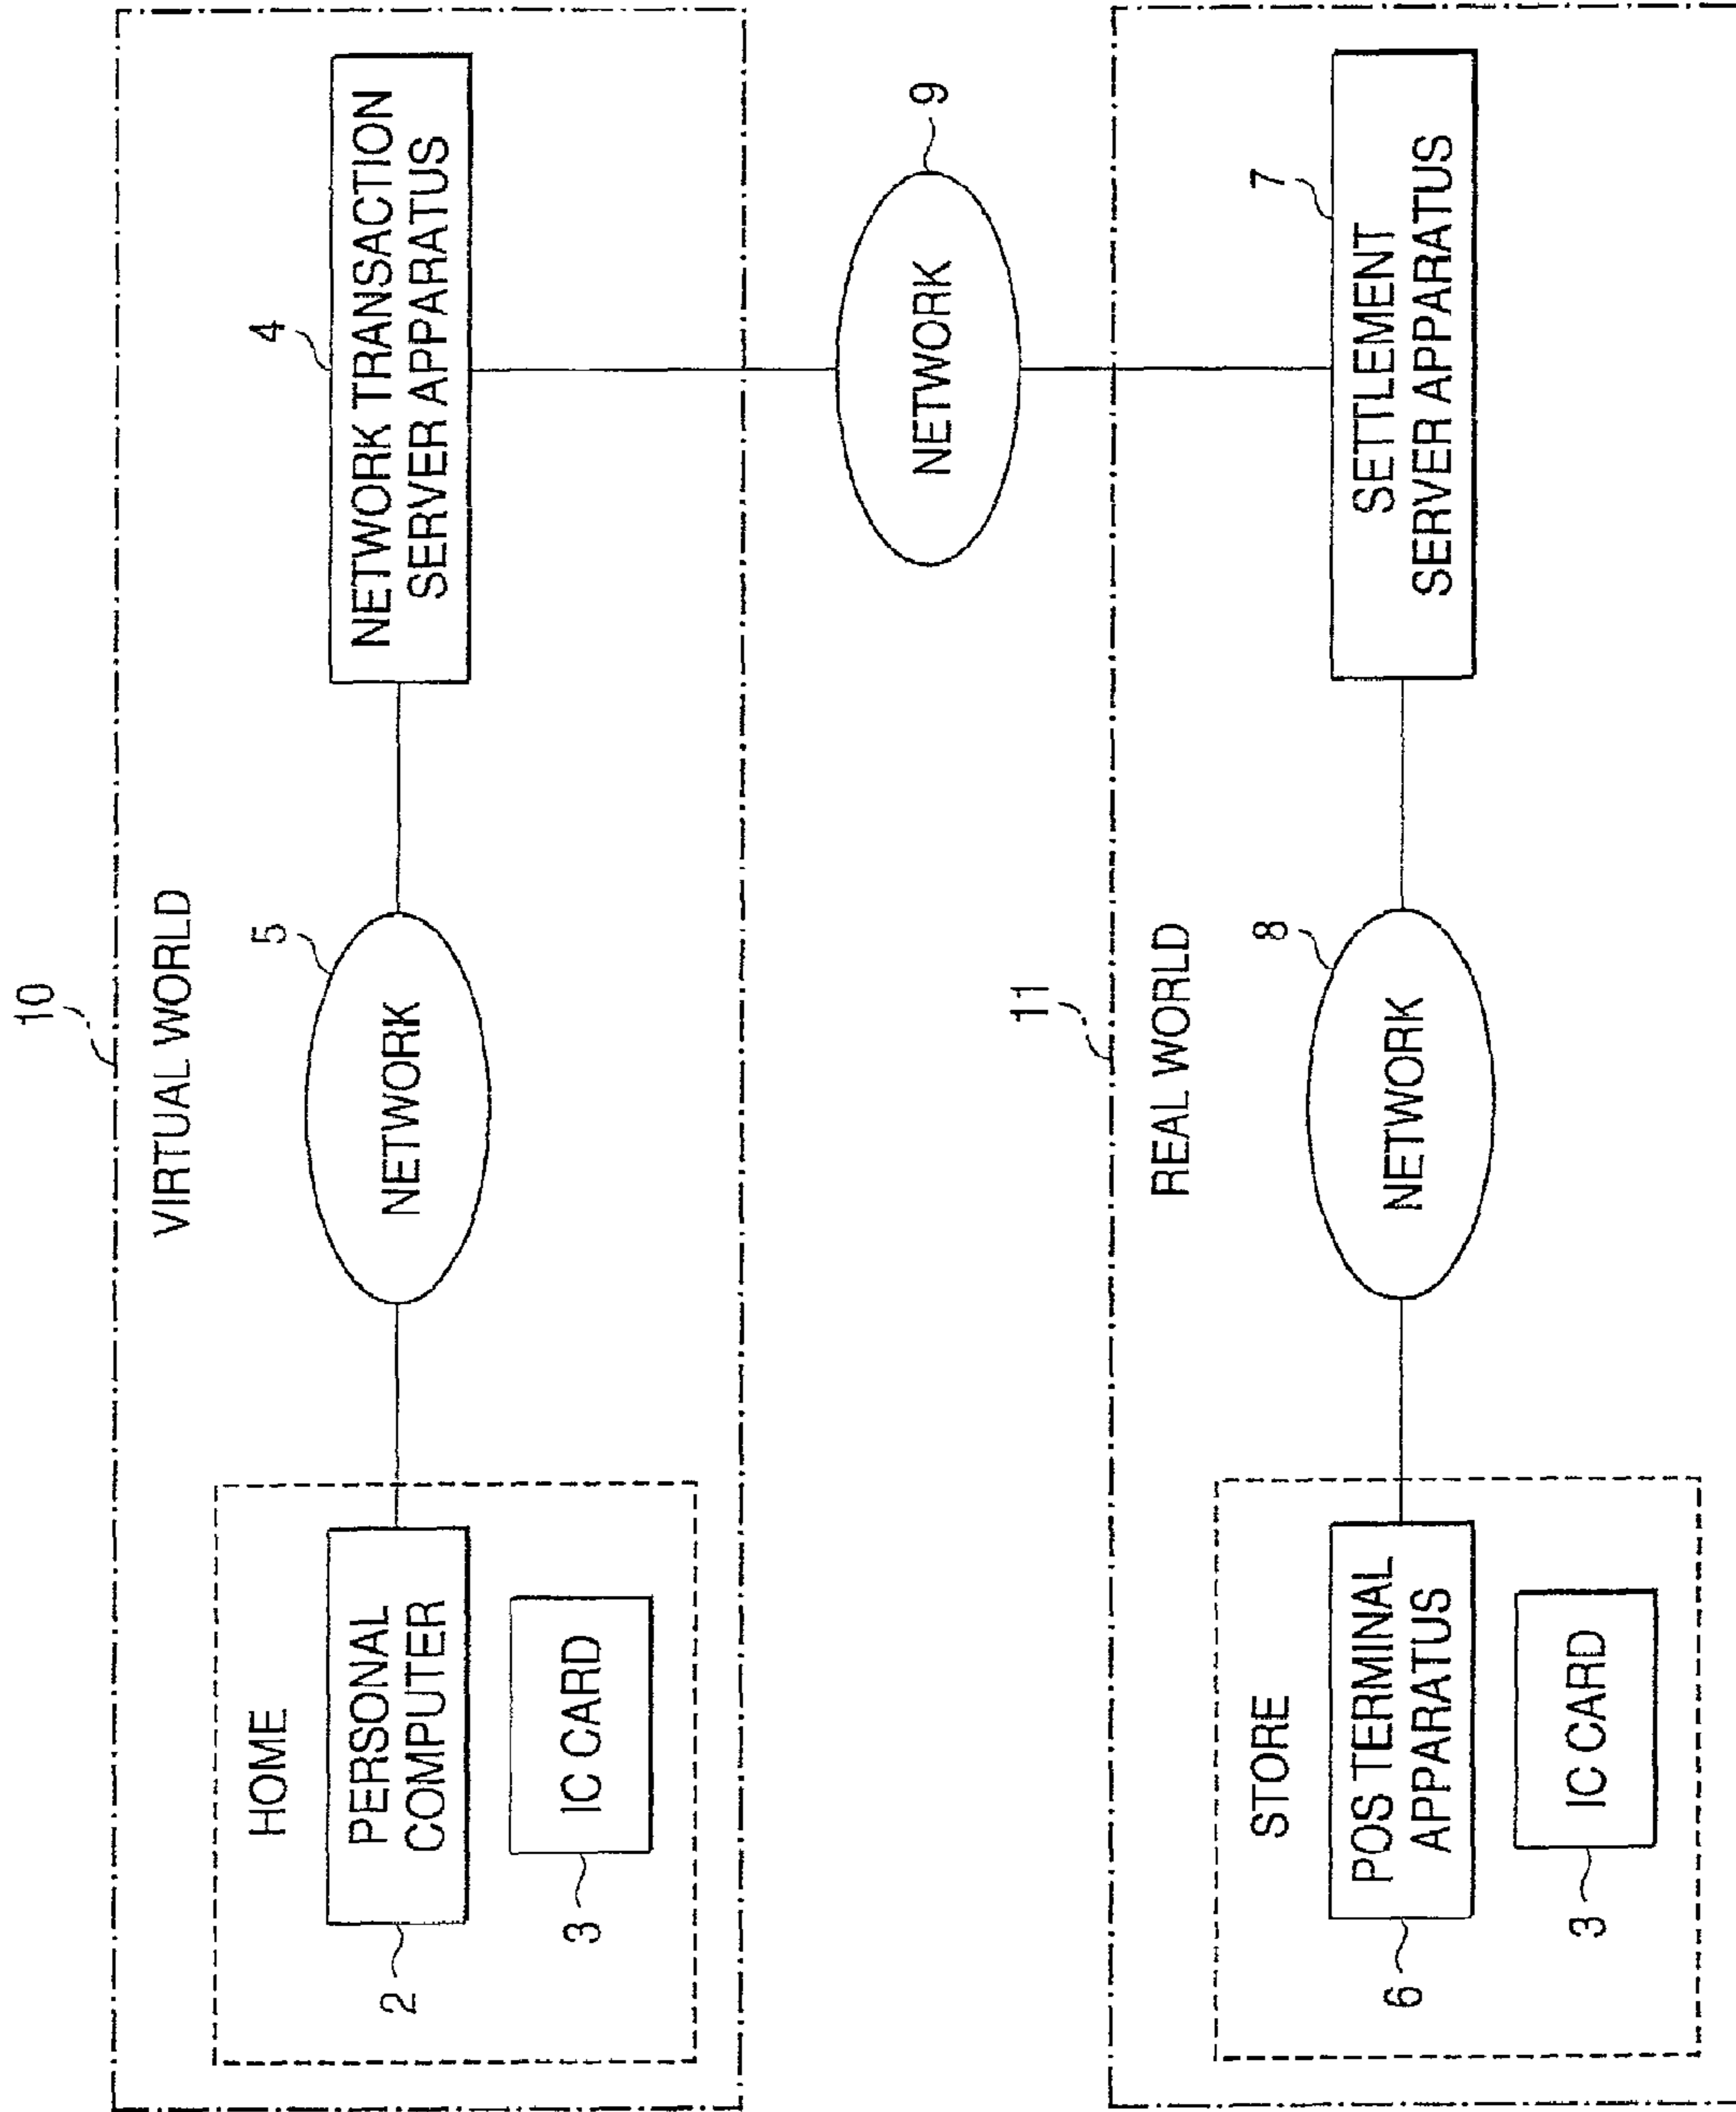 10
VIRTUAL WORLD
HOME
2
PERSONAL
COMPUTER
3
IC CARD
5
NETWORK
4
NETWORK TRANSACTION
SERVER APPARATUS
9
NETWORK
11
REAL WORLD
STORE
6
POS TERMINAL
APPARATUS
3
IC CARD
8
NETWORK
7
SETTLEMENT
SERVER APPARATUS